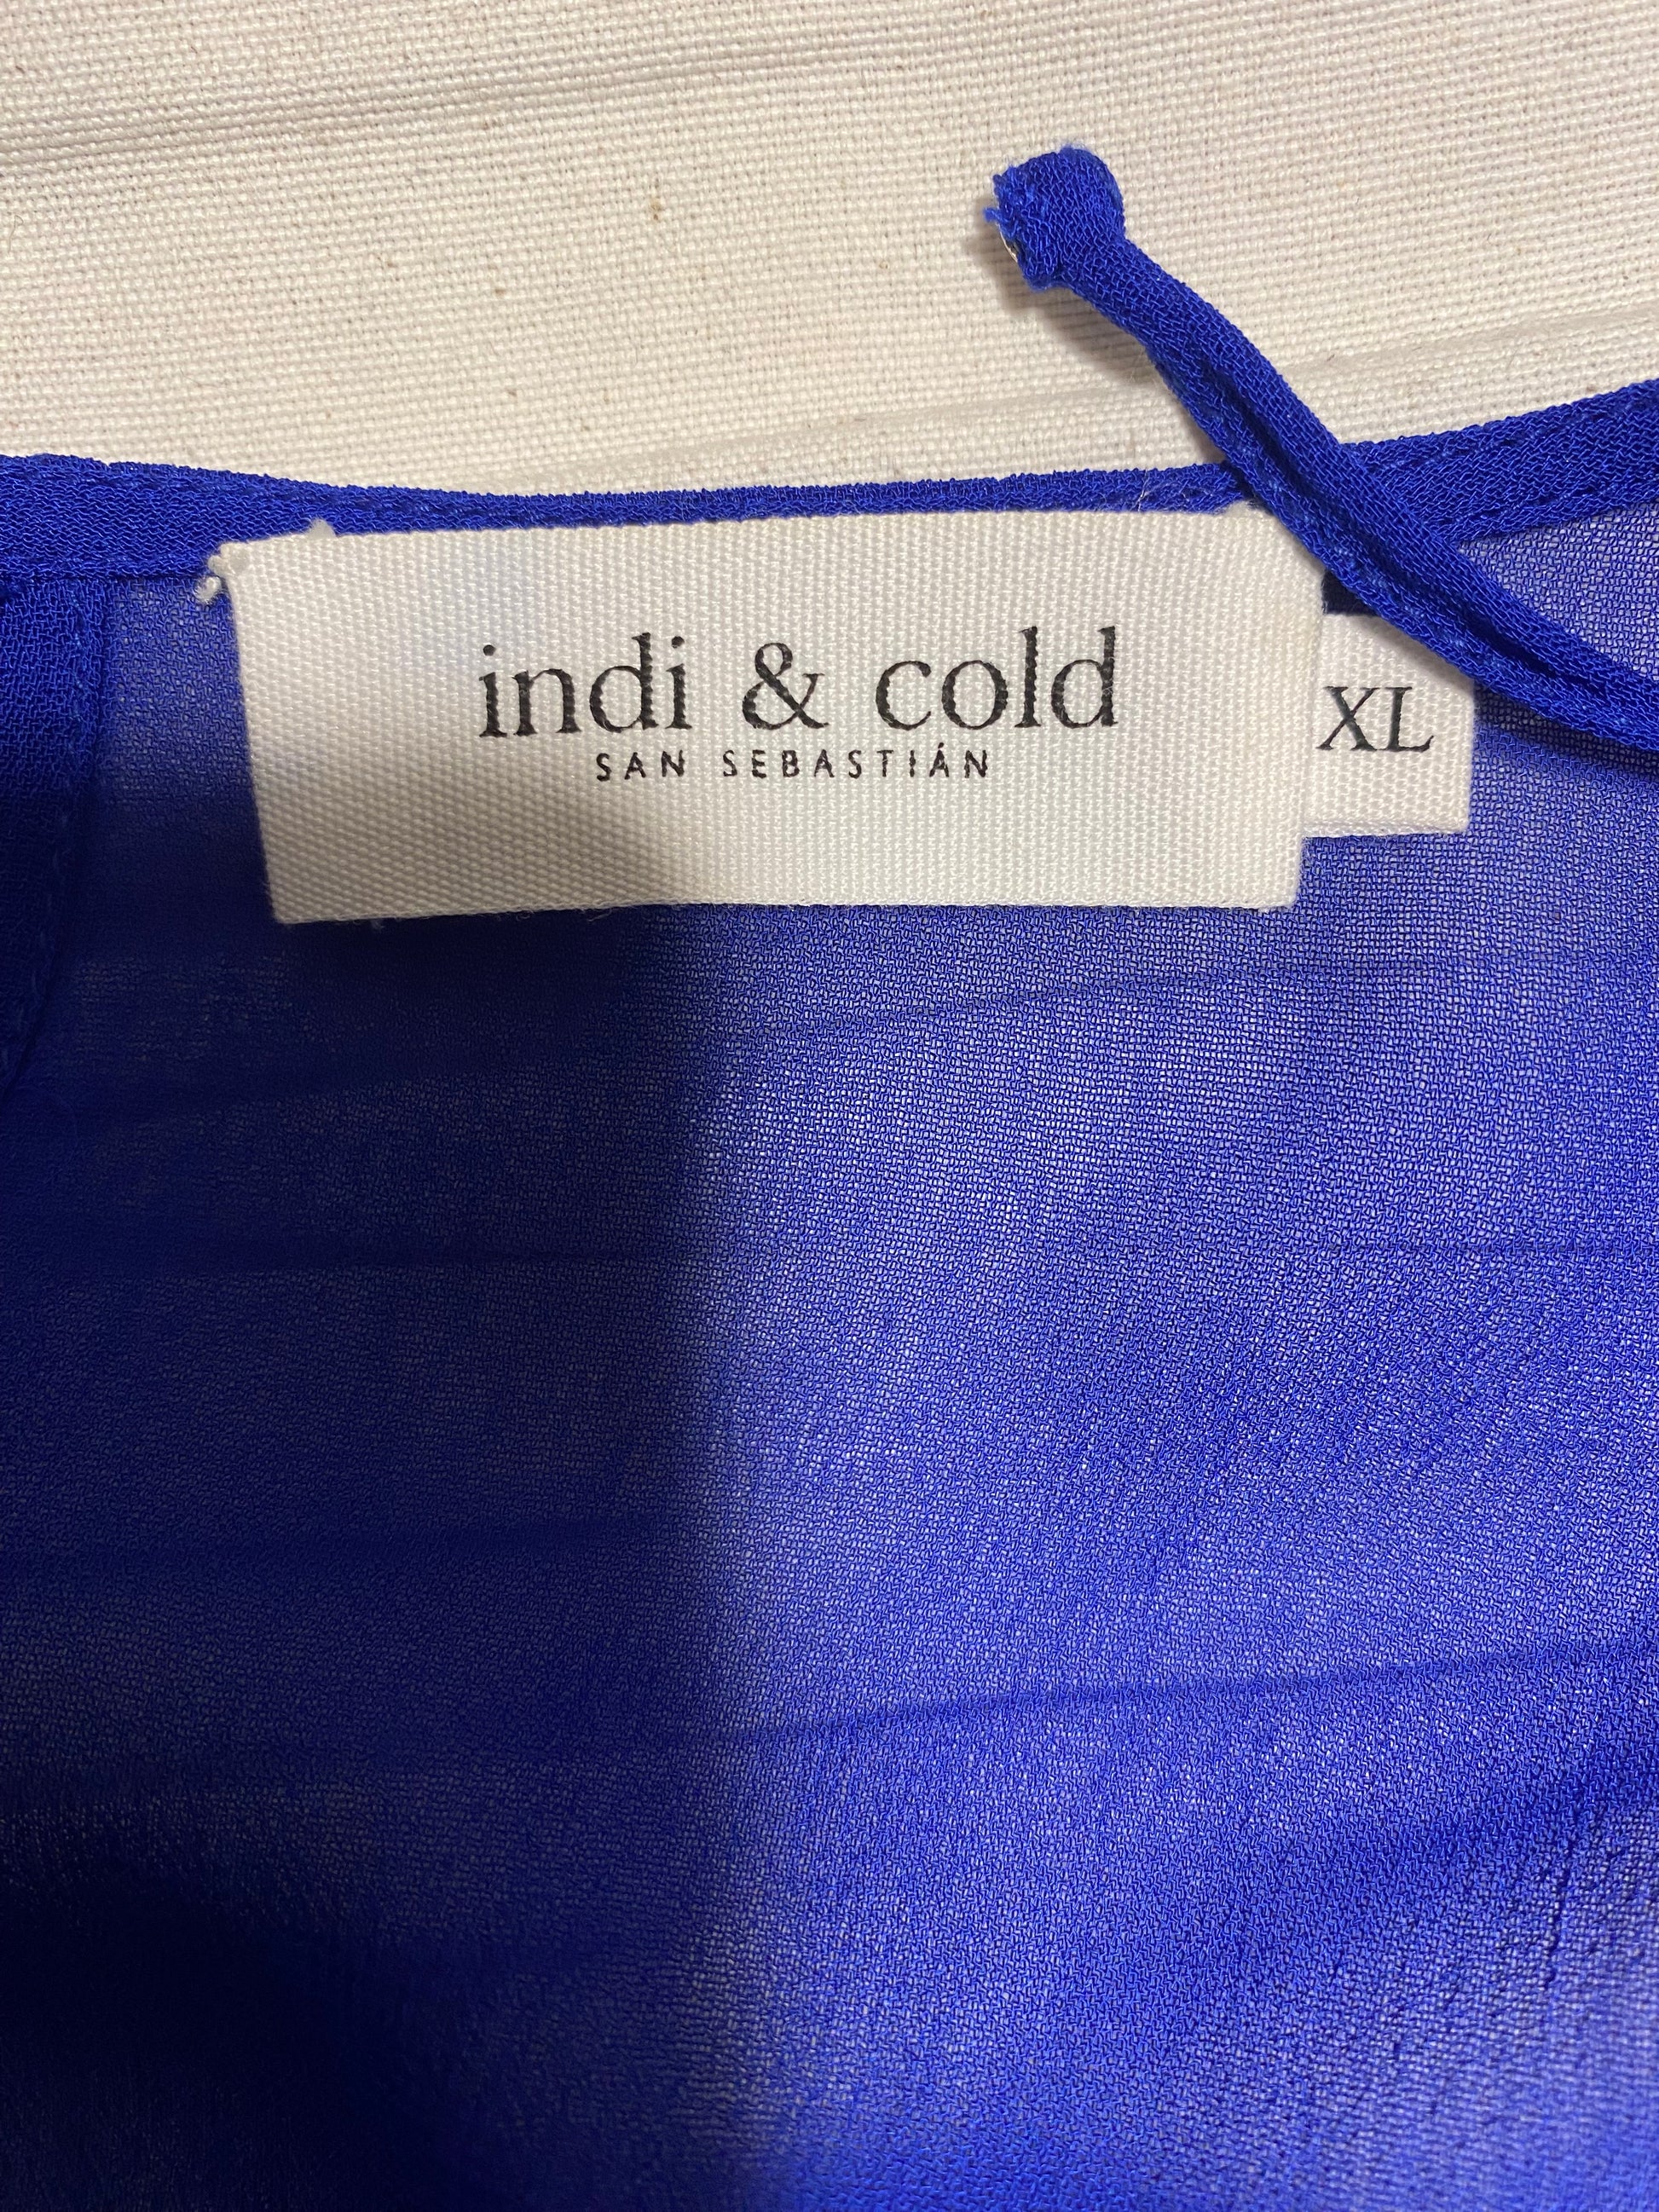 indi & cold
SAN SEBASTIÁN
XL